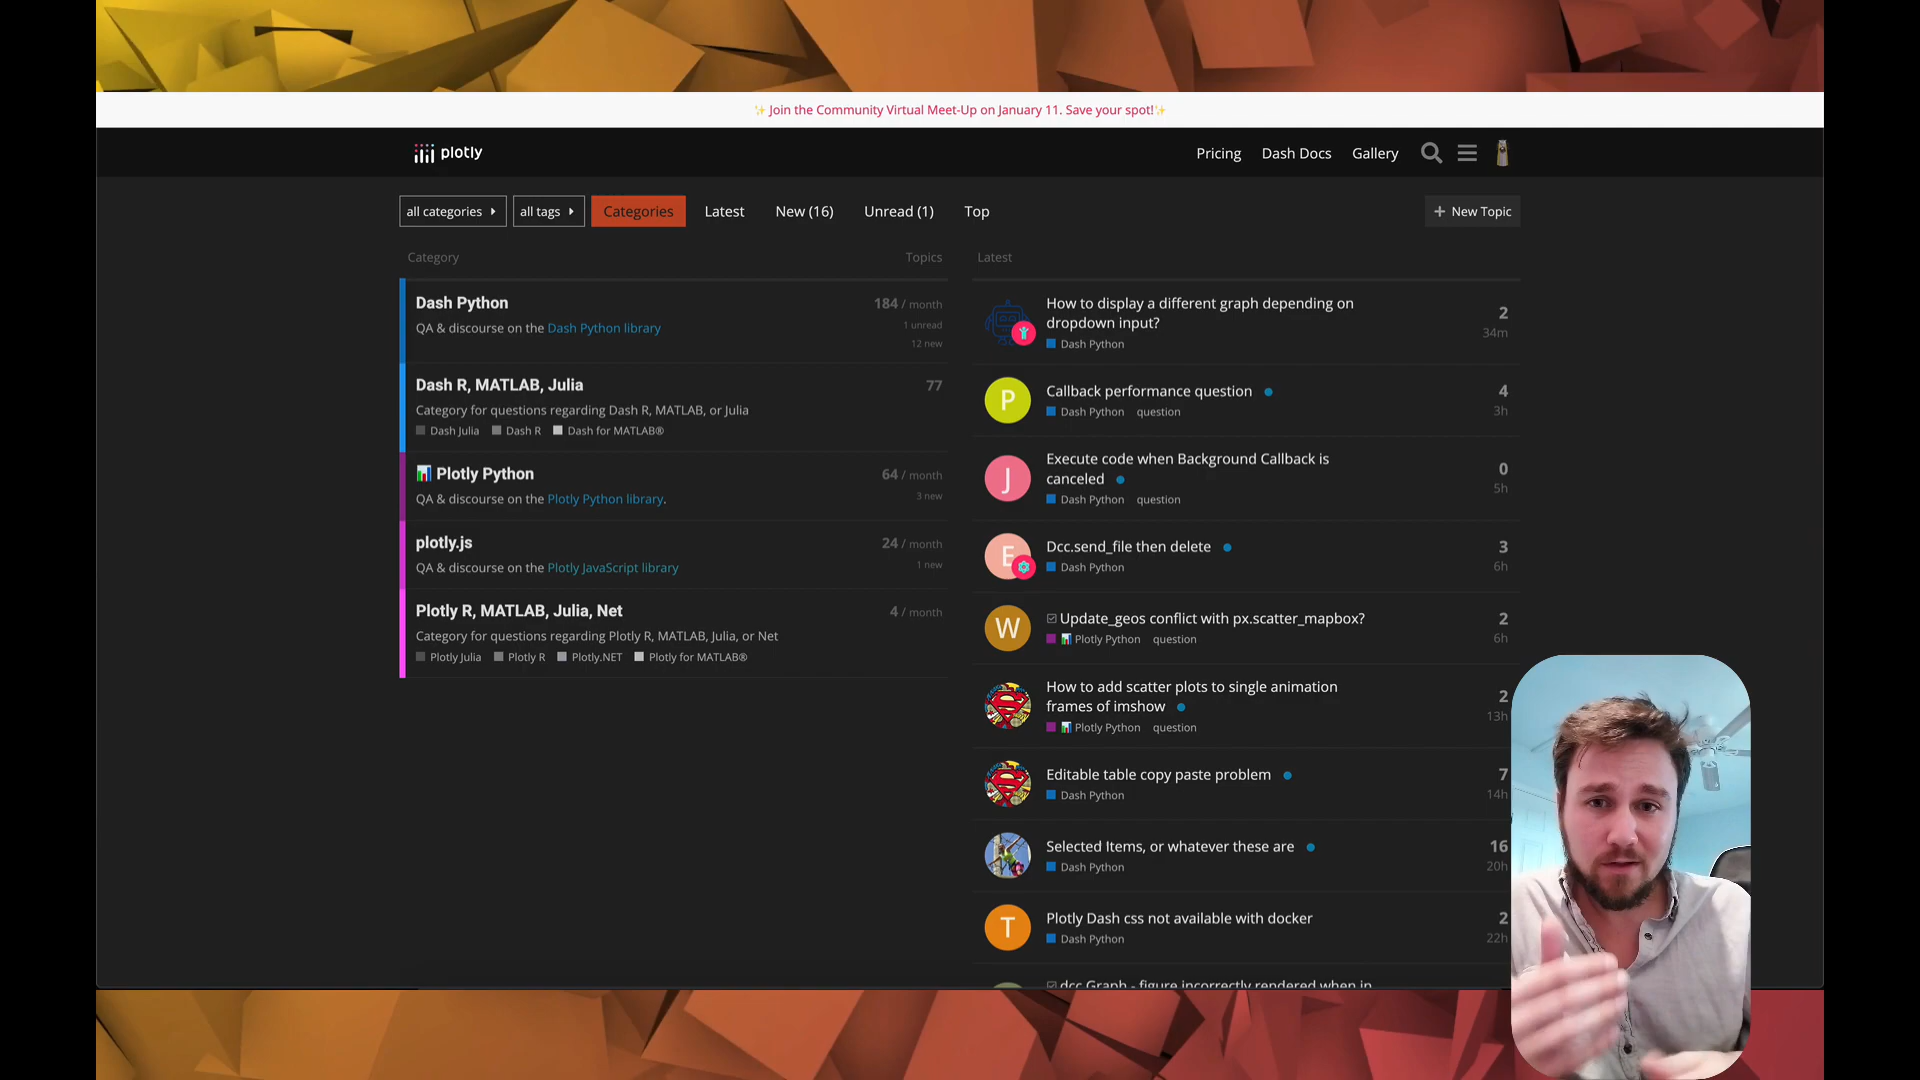 ✨ Join the Community Virtual Meet-Up on January 11. Save your spot!✨
plotly
Pricing
Dash Docs
Gallery
all categories
all tags
Categories
Latest
New (16)
Unread (1)
Top
+ New Topic
Category
Topics
Dash Python
184 / month
QA & discourse on the Dash Python library
1 unread
12 new
Dash R, MATLAB, Julia
77
Category for questions regarding Dash R, MATLAB, or Julia
Dash Julia
Dash R
Dash for MATLAB®
📊 Plotly Python
64 / month
QA & discourse on the Plotly Python library.
3 new
plotly.js
24 / month
QA & discourse on the Plotly JavaScript library
1 new
Plotly R, MATLAB, Julia, Net
4 / month
Category for questions regarding Plotly R, MATLAB, Julia, or Net
Plotly Julia
Plotly R
Plotly.NET
Plotly for MATLAB®
Latest
How to display a different graph depending on
dropdown input?
Dash Python
2
34m
P
Callback performance question
Dash Python question
4
3h
J
Execute code when Background Callback is
canceled
Dash Python question
0
5h
E
Dcc.send_file then delete
Dash Python
3
6h
W
Update_geos conflict with px.scatter_mapbox?
📊 Plotly Python question
2
6h
How to add scatter plots to single animation
frames of imshow
📊 Plotly Python question
2
13h
Editable table copy paste problem
Dash Python
7
14h
Selected Items, or whatever these are
Dash Python
16
20h
T
Plotly Dash css not available with docker
Dash Python
2
22h
dcc Graph - figure incorrectly rendered when in